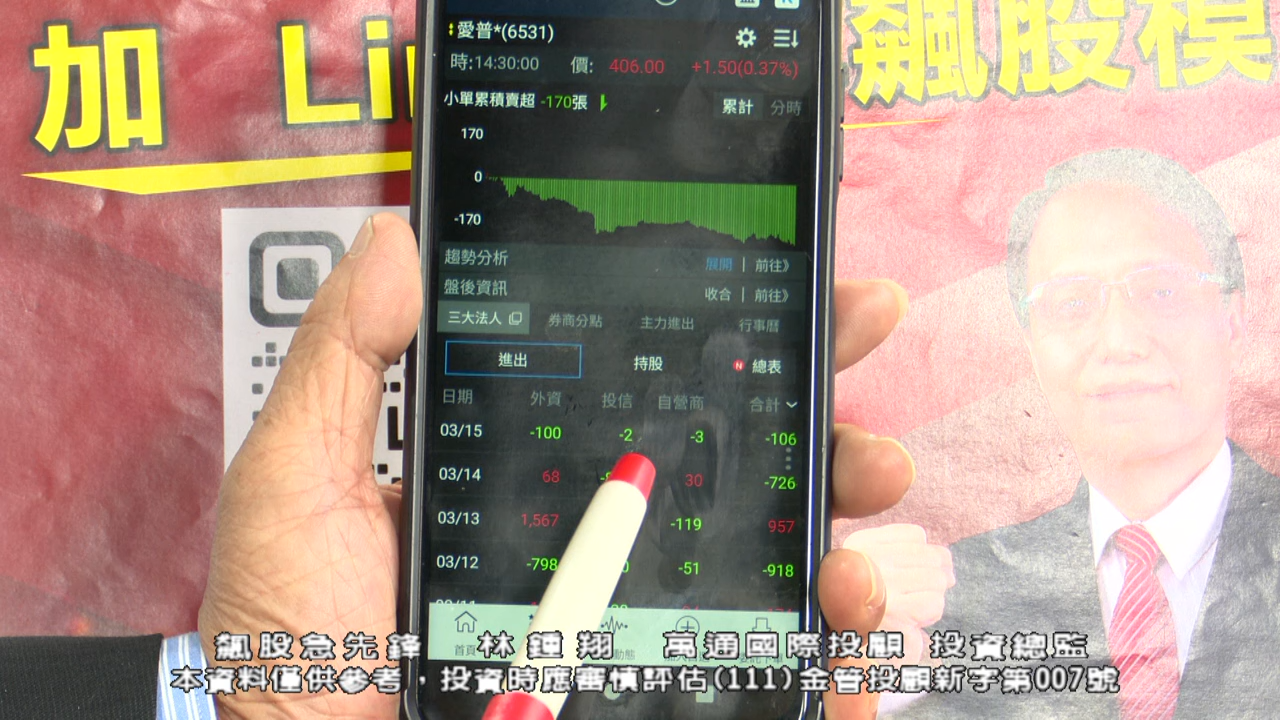 加 Lin
飆股模
愛普*(6531)
時:14:30:00 價: 406.00 +1.50(0.37%)
小單累積賣超 -170張 累計 分時
170
0
-170
趨勢分析 展開 | 前往》
盤後資訊 收合 | 前往》
三大法人 券商分點 主力進出 行事曆
進出 持股 N 總表
日期 外資 投信 自營商 合計
03/15 -100 -2 -3 -106
03/14 68 30 -726
03/13 1,567 -119 957
03/12 -798 -51 -918
首頁
飆股急先鋒 林鍾翔 萬通國際投顧 投資總監
本資料僅供參考，投資時應審慎評估(111)金管投顧新字第007號